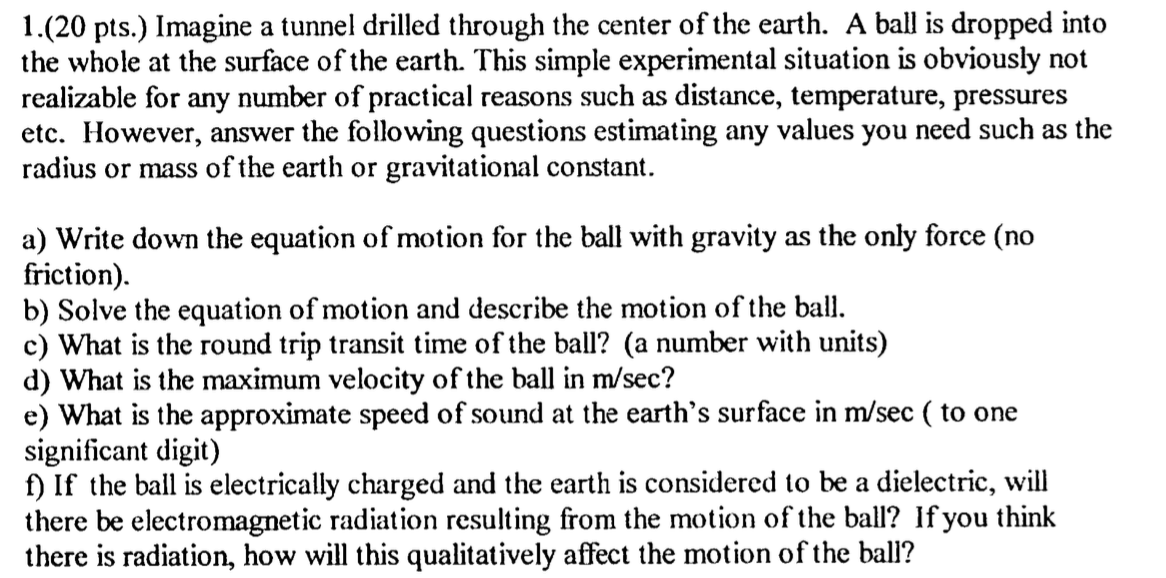 1.(20 pts.) Imagine a tunnel drilled through the center of the earth. A ball is dropped into
the whole at the surface of the earth. This simple experimental situation is obviously not
realizable for any number of practical reasons such as distance, temperature, pressures
etc. However, answer the following questions estimating any values you need such as the
radius or mass of the earth or gravitational constant.
a) Write down the equation of motion for the ball with gravity as the only force (no
friction).
b) Solve the equation of motion and describe the motion of the ball.
c) What is the round trip transit time of the ball? (a number with units)
d) What is the maximum velocity of the ball in m/sec?
e) What is the approximate speed of sound at the earth's surface in m/sec ( to one
significant digit)
f) If the ball is electrically charged and the earth is considered to be a dielectric, will
there be electromagnetic radiation resulting from the motion of the ball? If you think
there is radiation, how will this qualitatively affect the motion of the ball?